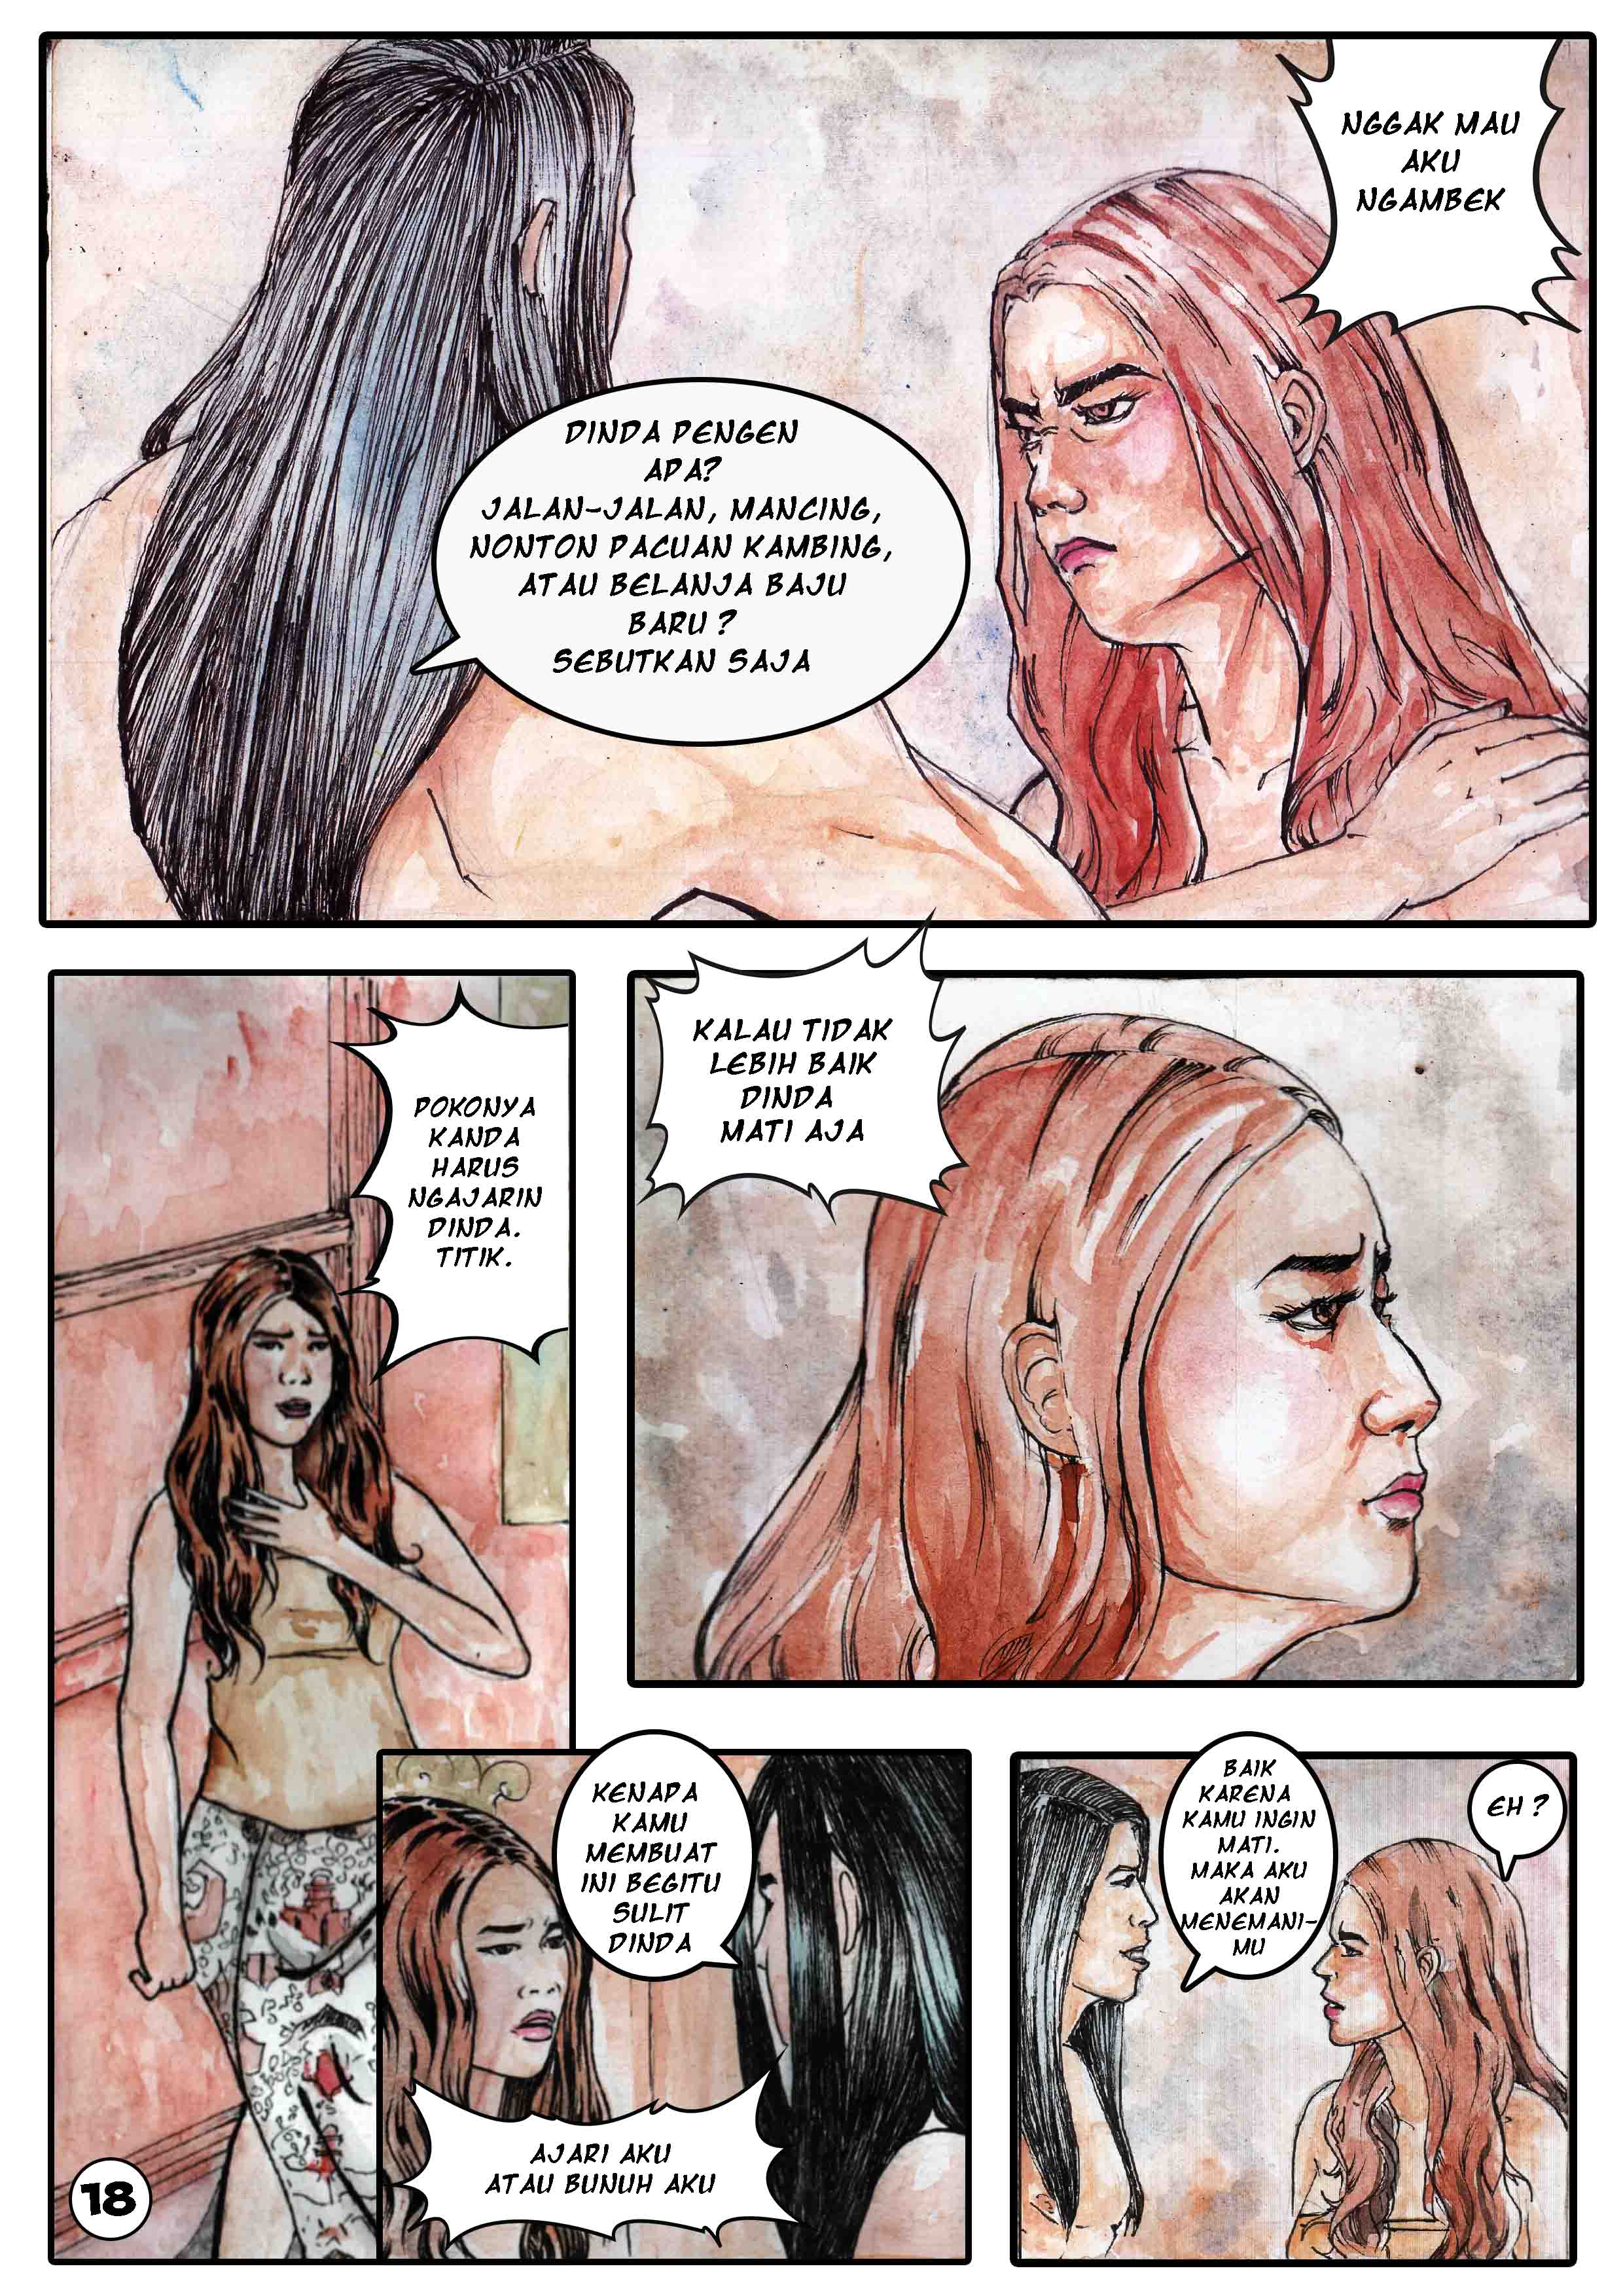 DINDA PENGEN
APA?
JALAN-JALAN, MANCING,
NONTON PACUAN KAMBING,
ATAU BELANJA BAJU
BARU ?
SEBUTKAN SAJA
NGGAK MAU
AKU
NGAMBEK
POKONYA
KANDA
HARUS
NGAJARIN
DINDA.
TITIK.
KALAU TIDAK
LEBIH BAIK
DINDA
MATI AJA
KENAPA
KAMU
MEMBUAT
INI BEGITU
SULIT
DINDA
AJARI AKU
ATAU BUNUH AKU
BAIK
KARENA
KAMU INGIN
MATI.
MAKA AKU
AKAN
MENEMANI-
MU
EH ?
18